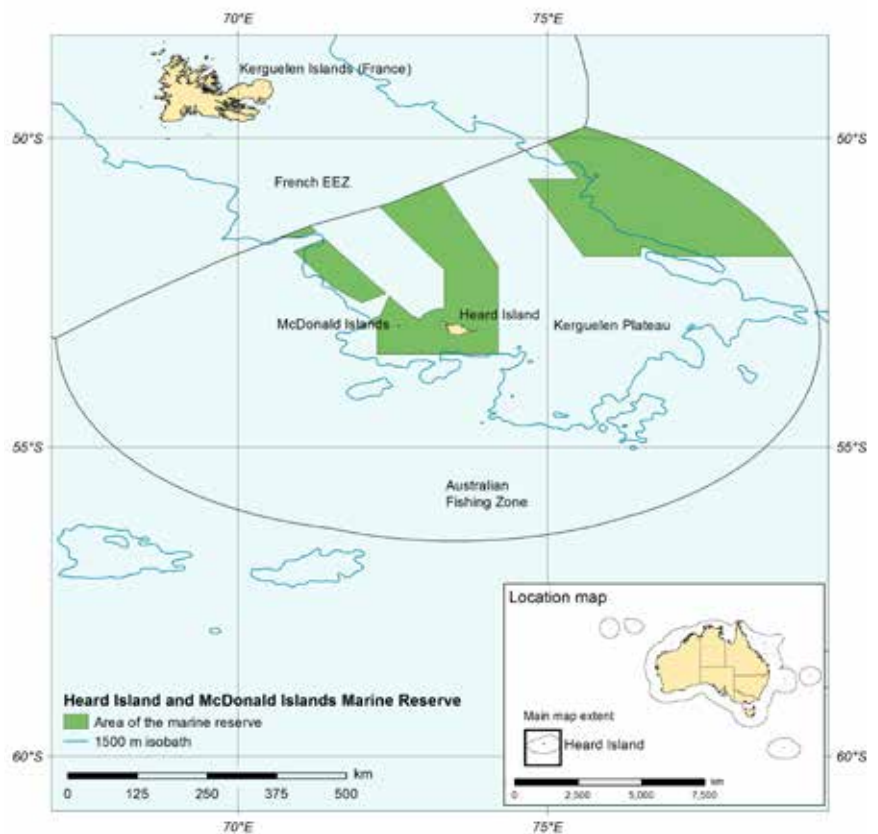 70°E
75°E
Kerguelen Islands (France)
50°S
50°S
French EEZ
McDonald Islands
Heard Island
Kerguelen Plateau
55°S
55°S
Australian
Fishing Zone
Location map
Main map extent
Heard Island
km
0
2,500
5,000
7,500
Heard Island and McDonald Islands Marine Reserve
Area of the marine reserve
1500 m isobath
km
0
125
250
375
500
60°S
60°S
70°E
75°E